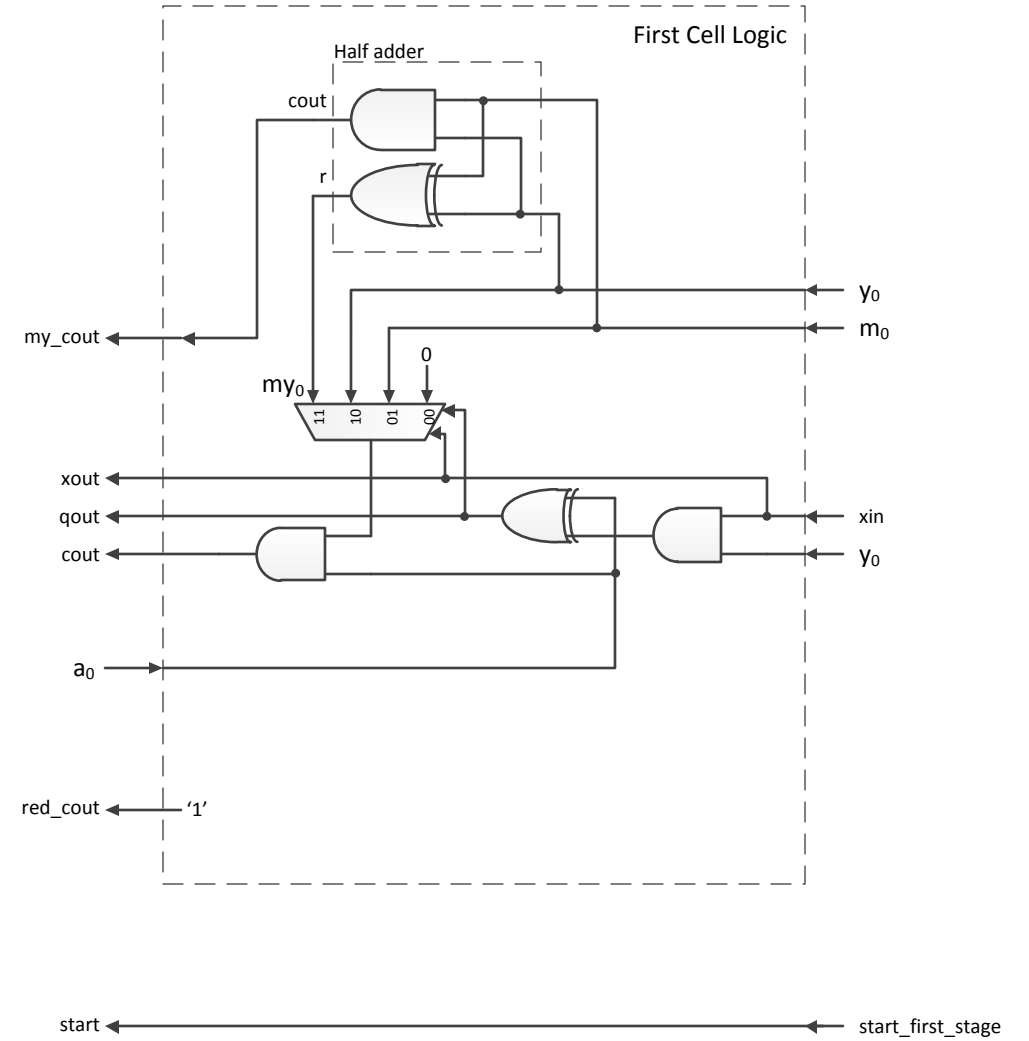 First Cell Logic
Half adder
cout
r
y₀
m₀
my_cout
0
my₀
11 10 01 00
xout
qout
xin
cout
y₀
a₀
red_cout
‘1’
start
start_first_stage